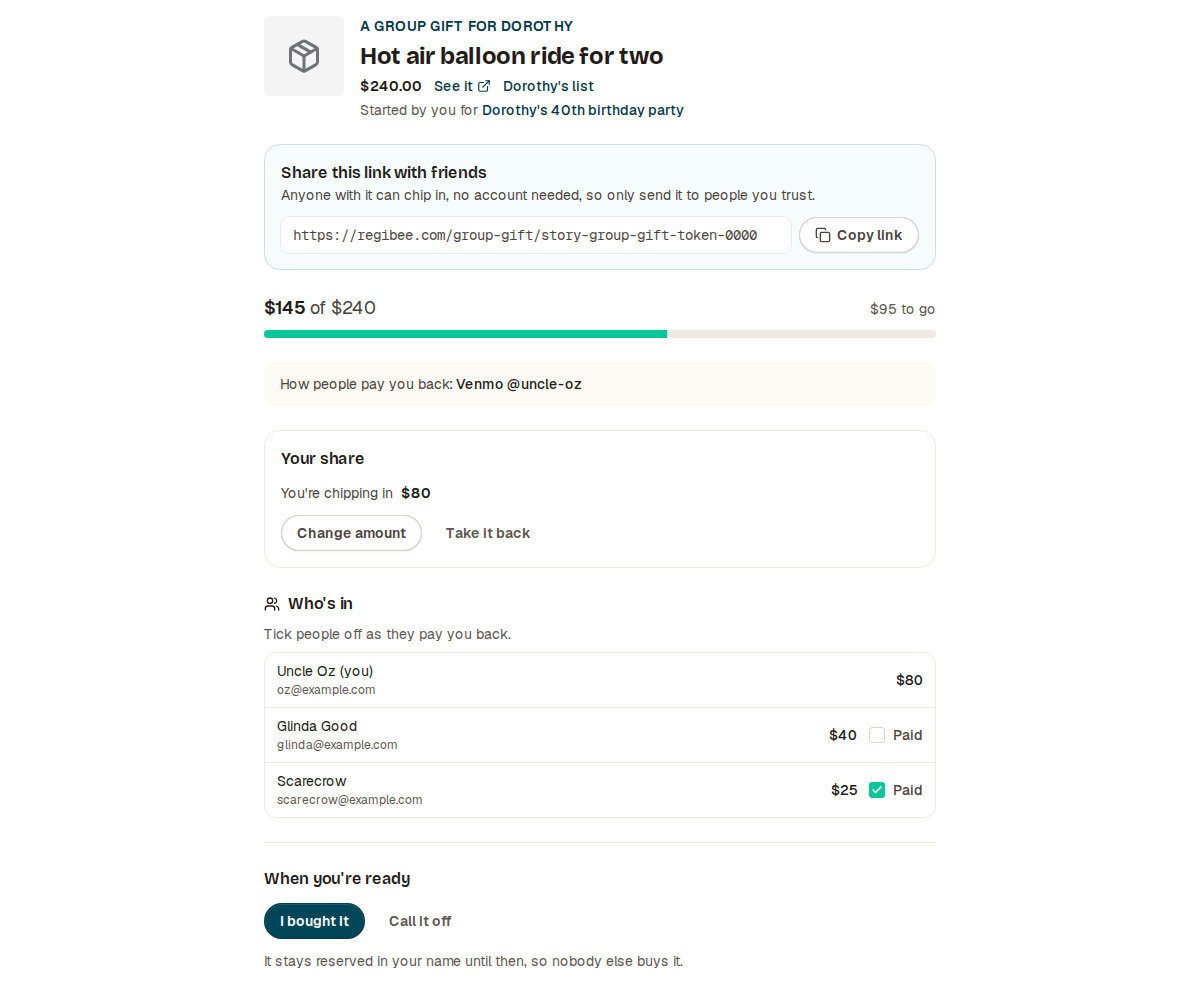 A GROUP GIFT FOR DOROTHY
Hot air balloon ride for two
$240.00 See it Dorothy's list
Started by you for Dorothy's 40th birthday party
Share this link with friends
Anyone with it can chip in, no account needed, so only send it to people you trust.
https://regibee.com/group-gift/story-group-gift-token-0000 Copy link
$145 of $240 $95 to go
How people pay you back: Venmo @uncle-oz
Your share
You're chipping in $80
Change amount Take it back
Who's in
Tick people off as they pay you back.
Uncle Oz (you)
oz@example.com
$80
Glinda Good
glinda@example.com
$40 Paid
Scarecrow
scarecrow@example.com
$25 Paid
When you're ready
I bought it Call it off
It stays reserved in your name until then, so nobody else buys it.